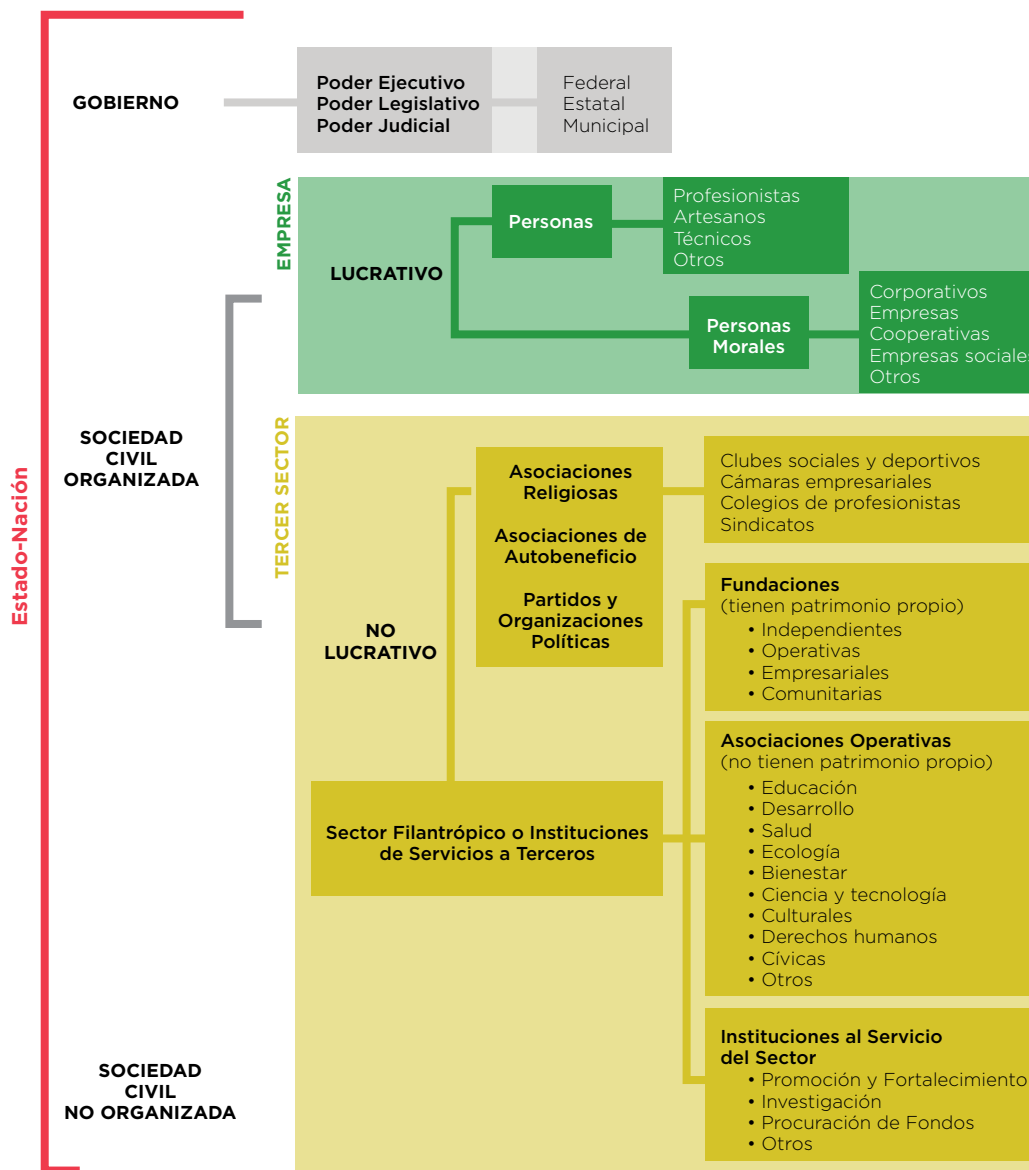 Estado-Nación
GOBIERNO
Poder Ejecutivo
Poder Legislativo
Poder Judicial
Federal
Estatal
Municipal
SOCIEDAD
CIVIL
ORGANIZADA
EMPRESA
LUCRATIVO
Personas
Profesionistas
Artesanos
Técnicos
Otros
Personas
Morales
Corporativos
Empresas
Cooperativas
Empresas sociales
Otros
TERCER SECTOR
NO
LUCRATIVO
Asociaciones
Religiosas
Asociaciones de
Autobeneficio
Partidos y
Organizaciones
Políticas
Clubes sociales y deportivos
Cámaras empresariales
Colegios de profesionistas
Sindicatos
Sector Filantrópico o Instituciones
de Servicios a Terceros
Fundaciones
(tienen patrimonio propio)
• Independientes
• Operativas
• Empresariales
• Comunitarias
Asociaciones Operativas
(no tienen patrimonio propio)
• Educación
• Desarrollo
• Salud
• Ecología
• Bienestar
• Ciencia y tecnología
• Culturales
• Derechos humanos
• Cívicas
• Otros
Instituciones al Servicio
del Sector
• Promoción y Fortalecimiento
• Investigación
• Procuración de Fondos
• Otros
SOCIEDAD
CIVIL
NO ORGANIZADA